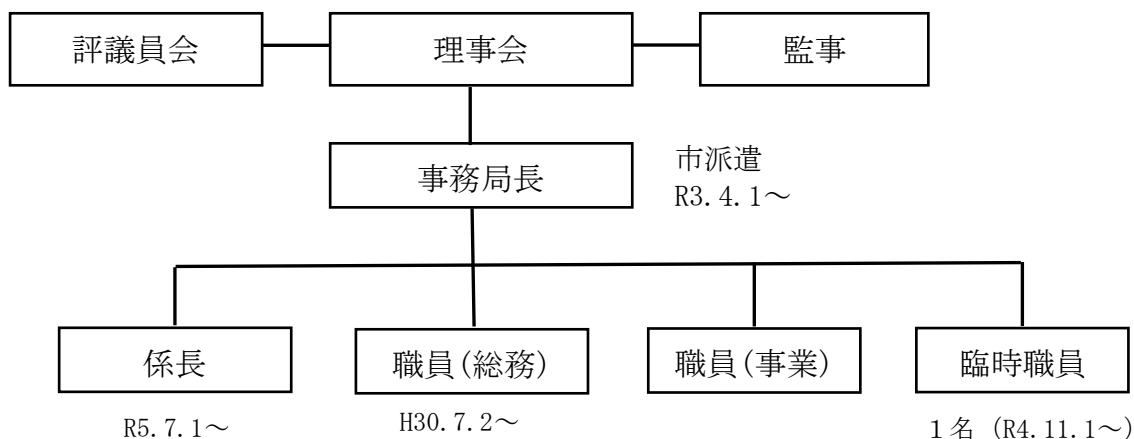 評議員会
理事会
監事
事務局長
市派遣
R3.4.1～
係長
職員(総務)
職員(事業)
臨時職員
R5.7.1～
H30.7.2～
1名 (R4.11.1～)